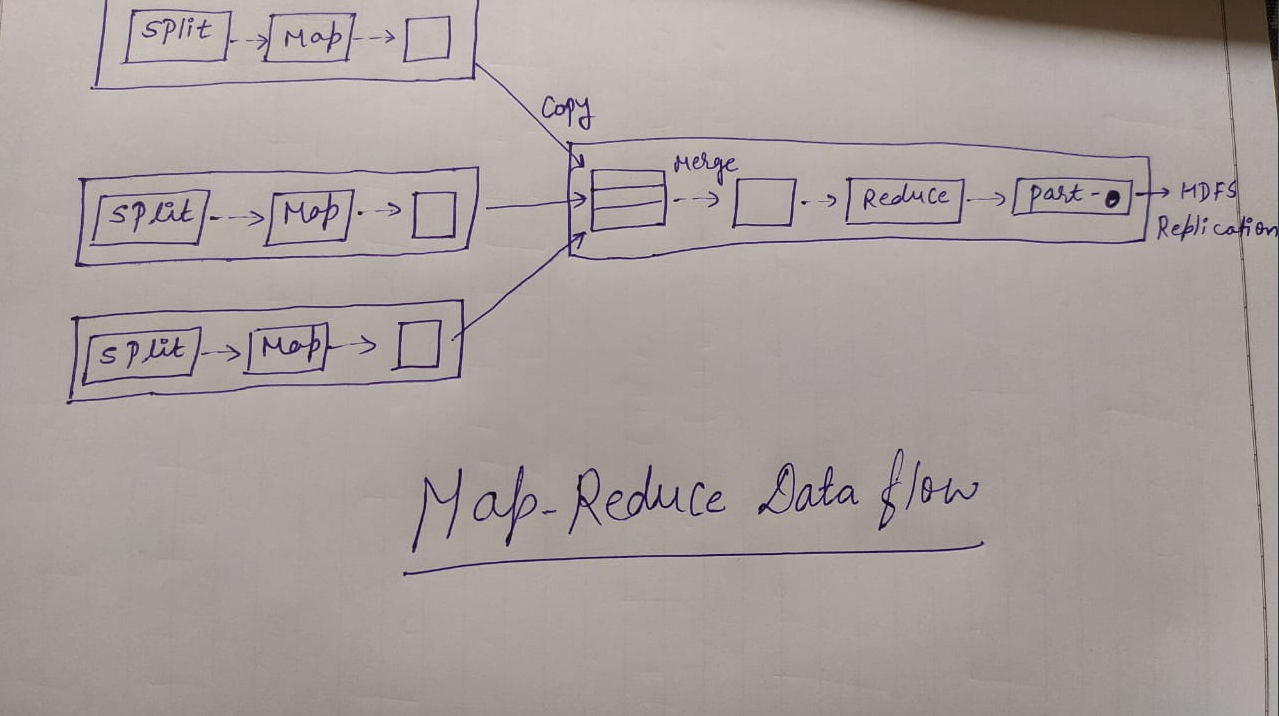 Split Map
Copy
Merge
Split Map
Reduce part-0 HDFS
Replication
Split Map
Map-Reduce Data flow